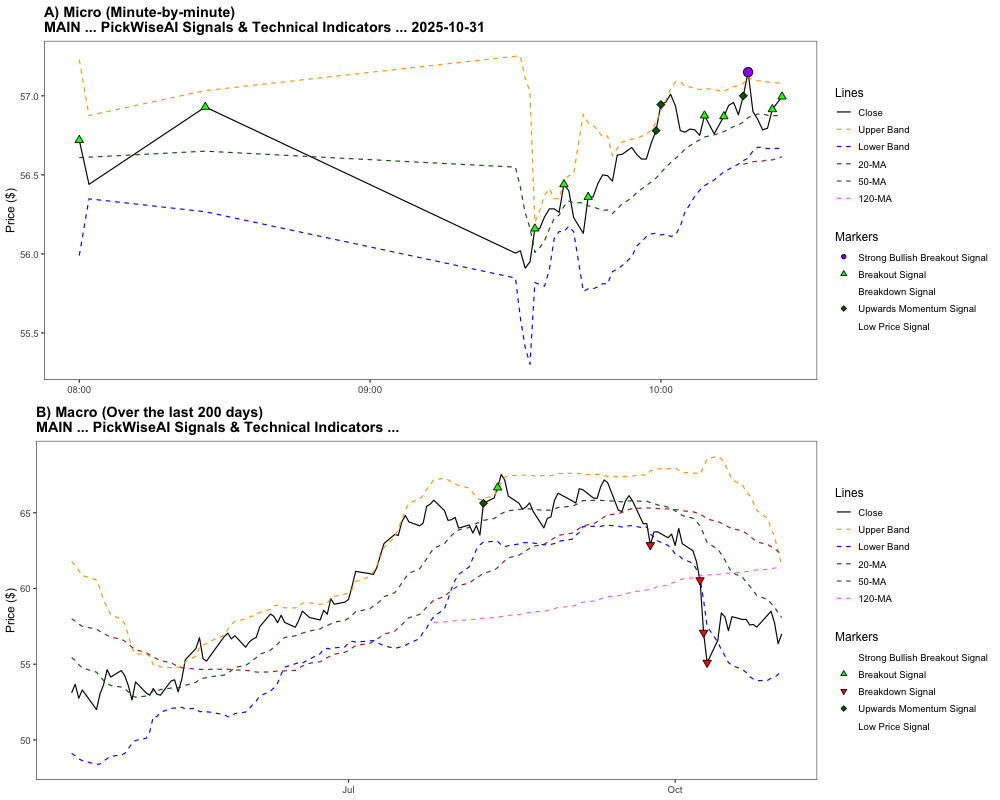 A) Micro (Minute-by-minute)
MAIN ... PickWiseAI Signals & Technical Indicators ... 2025-10-31
Price ($)
57.0
56.5
56.0
55.5
08:00
09:00
10:00
Lines
Close
Upper Band
Lower Band
20-MA
50-MA
120-MA
Markers
Strong Bullish Breakout Signal
Breakout Signal
Breakdown Signal
Upwards Momentum Signal
Low Price Signal
B) Macro (Over the last 200 days)
MAIN ... PickWiseAI Signals & Technical Indicators ...
Price ($)
65
60
55
50
Jul
Oct
Lines
Close
Upper Band
Lower Band
20-MA
50-MA
120-MA
Markers
Strong Bullish Breakout Signal
Breakout Signal
Breakdown Signal
Upwards Momentum Signal
Low Price Signal